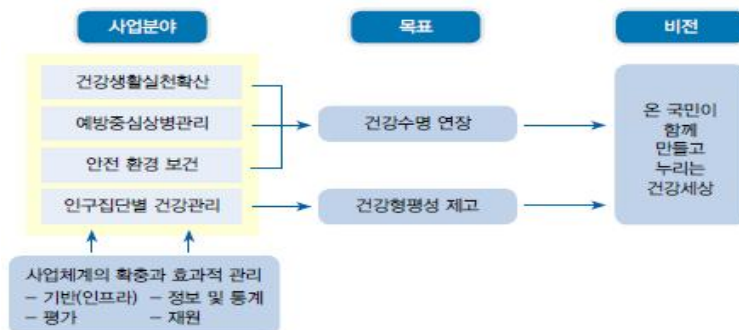 사업분야
목표
비전
건강생활실천확산
예방중심상병관리
안전 환경 보건
인구집단별 건강관리
건강수명 연장
건강형평성 제고
온 국민이
함께
만들고
누리는
건강세상
사업체계의 확충과 효과적 관리
– 기반(인프라) – 정보 및 통계
– 평가 – 재원